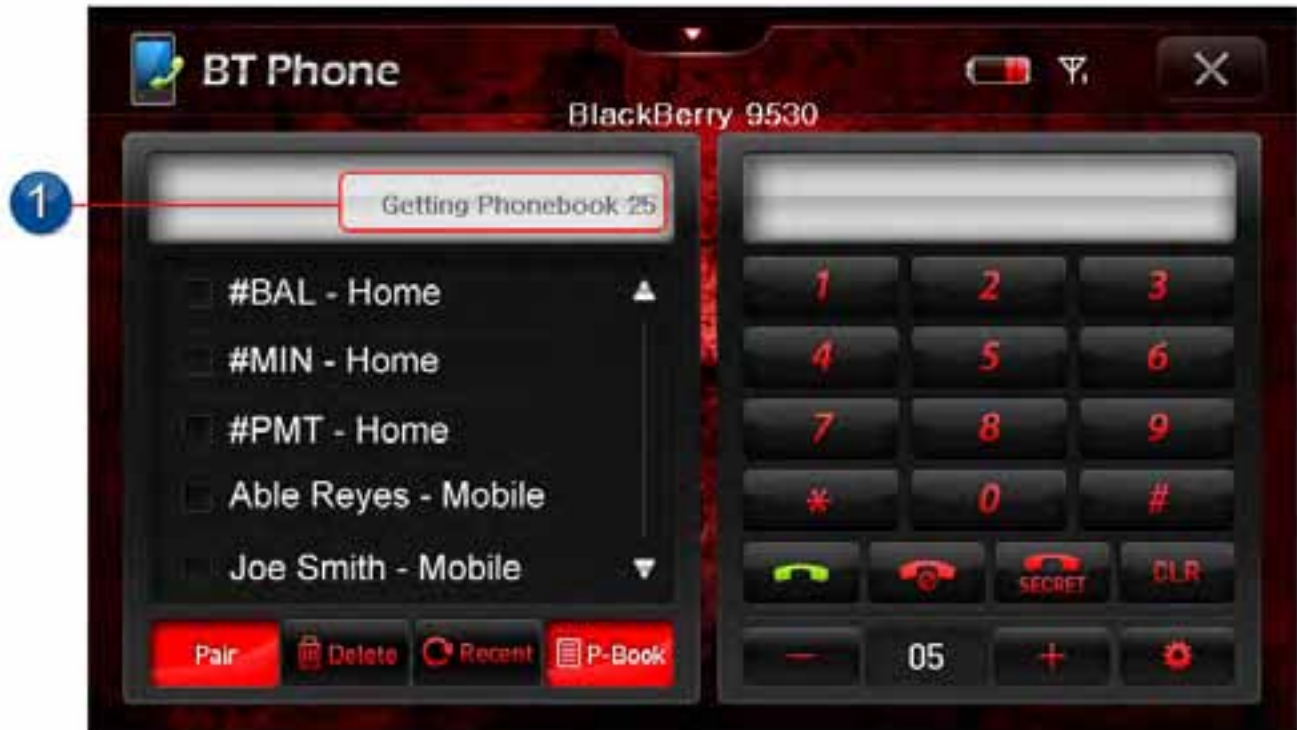 BT Phone
BlackBerry 9530
1
Getting Phonebook 25
#BAL - Home
#MIN - Home
#PMT - Home
Able Reyes - Mobile
Joe Smith - Mobile
Pair Delete Recent P-Book
1 2 3
4 5 6
7 8 9
* 0 #
SECRET CLR
- 05 +